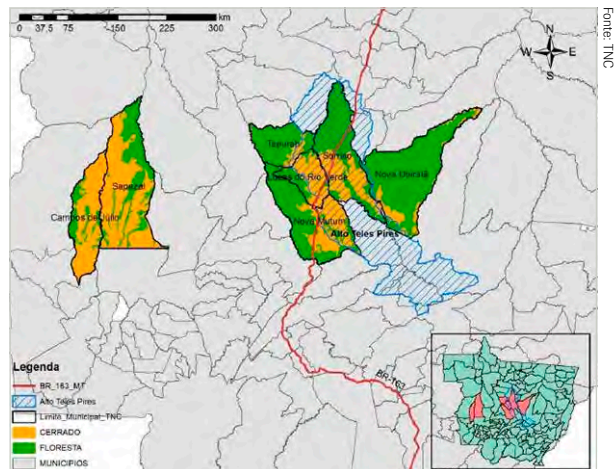 0 37.5 75 150 225 300
km
N
W E
S
Fonte: TNC
Tapurah
Sorriso
Lucas do Rio Verde
Nova Ubiratã
Sapezal
Campos de Júlio
Nova Mutum
Alto Teles Pires
BR-163
Legenda
BR_163_MT
Alto Teles Pires
Limite_Municipal_TNC
CERRADO
FLORESTA
MUNICIPIOS